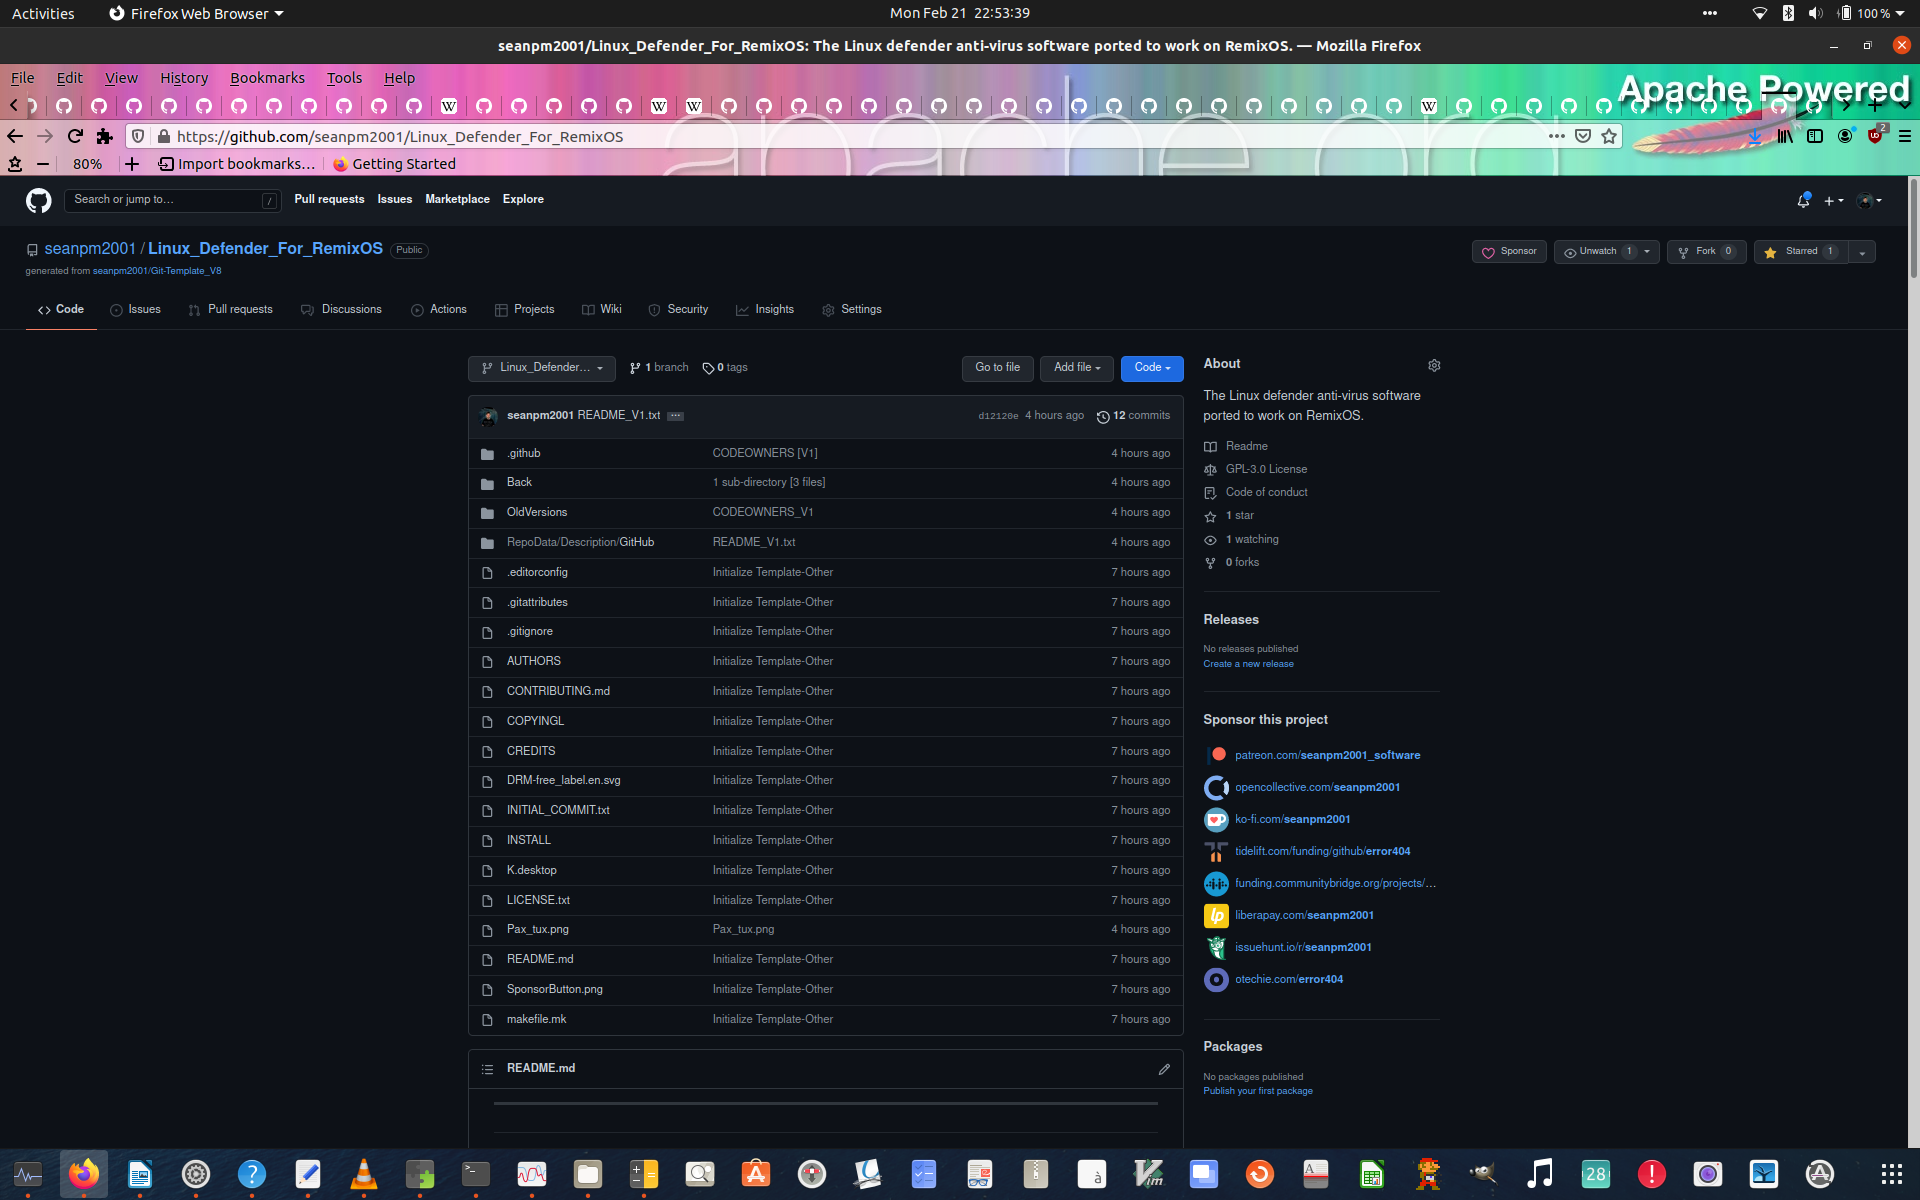 Activities Firefox Web Browser Mon Feb 21 22:53:39 100 %
seanpm2001/Linux_Defender_For_RemixOS: The Linux defender anti-virus software ported to work on RemixOS. — Mozilla Firefox
File Edit View History Bookmarks Tools Help
Apache Powered
https://github.com/seanpm2001/Linux_Defender_For_RemixOS 2
80% Import bookmarks... Getting Started
Search or jump to... / Pull requests Issues Marketplace Explore
seanpm2001 / Linux_Defender_For_RemixOS Public Sponsor Unwatch 1 Fork 0 Starred 1
generated from seanpm2001/Git-Template_V8
Code Issues Pull requests Discussions Actions Projects Wiki Security Insights Settings
Linux_Defender... 1 branch 0 tags Go to file Add file Code
seanpm2001 README_V1.txt ... d12120e 4 hours ago 12 commits
.github CODEOWNERS [V1] 4 hours ago
Back 1 sub-directory [3 files] 4 hours ago
OldVersions CODEOWNERS_V1 4 hours ago
RepoData/Description/GitHub README_V1.txt 4 hours ago
.editorconfig Initialize Template-Other 7 hours ago
.gitattributes Initialize Template-Other 7 hours ago
.gitignore Initialize Template-Other 7 hours ago
AUTHORS Initialize Template-Other 7 hours ago
CONTRIBUTING.md Initialize Template-Other 7 hours ago
COPYINGL Initialize Template-Other 7 hours ago
CREDITS Initialize Template-Other 7 hours ago
DRM-free_label.en.svg Initialize Template-Other 7 hours ago
INITIAL_COMMIT.txt Initialize Template-Other 7 hours ago
INSTALL Initialize Template-Other 7 hours ago
K.desktop Initialize Template-Other 7 hours ago
LICENSE.txt Initialize Template-Other 7 hours ago
Pax_tux.png Pax_tux.png 4 hours ago
README.md Initialize Template-Other 7 hours ago
SponsorButton.png Initialize Template-Other 7 hours ago
makefile.mk Initialize Template-Other 7 hours ago
README.md
About
The Linux defender anti-virus software
ported to work on RemixOS.
Readme
GPL-3.0 License
Code of conduct
1 star
1 watching
0 forks
Releases
No releases published
Create a new release
Sponsor this project
patreon.com/seanpm2001_software
opencollective.com/seanpm2001
ko-fi.com/seanpm2001
tidelift.com/funding/github/error404
funding.communitybridge.org/projects/...
liberapay.com/seanpm2001
issuehunt.io/r/seanpm2001
otechie.com/error404
Packages
No packages published
Publish your first package
28